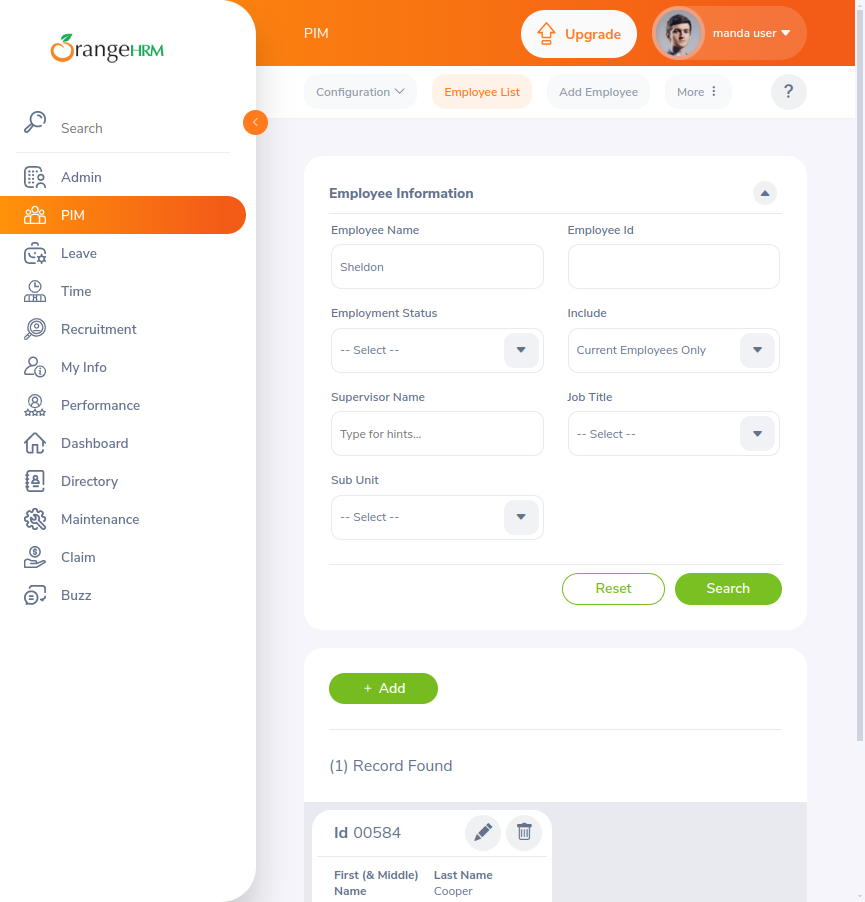 OrangeHRM
PIM
Upgrade
manda user
Configuration
Employee List
Add Employee
More
?
Search
Admin
PIM
Leave
Time
Recruitment
My Info
Performance
Dashboard
Directory
Maintenance
Claim
Buzz
Employee Information
Employee Name
Employee Id
Sheldon
Employment Status
Include
-- Select --
Current Employees Only
Supervisor Name
Job Title
Type for hints...
-- Select --
Sub Unit
-- Select --
Reset
Search
+ Add
(1) Record Found
Id 00584
First (& Middle) Name
Last Name
Cooper